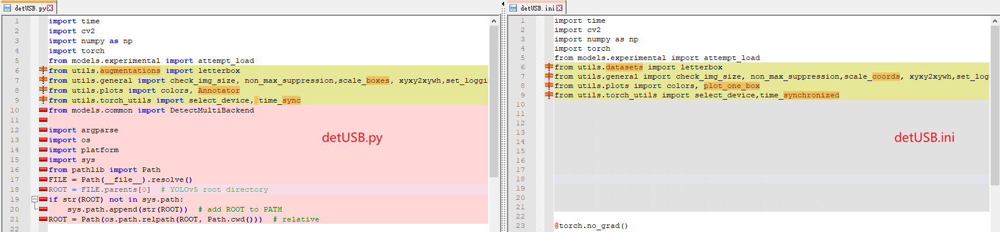 detUSB.py
1 import time
2 import cv2
3 import numpy as np
4 import torch
5 from models.experimental import attempt_load
6 from utils.augmentations import letterbox
7 from utils.general import check_img_size, non_max_suppression,scale_boxes, xyxy2xywh,set_loggi
8 from utils.plots import colors, Annotator
9 from utils.torch_utils import select_device, time_sync
10 from models.common import DetectMultiBackend
11
12 import argparse
13 import os
14 import platform
15 import sys
16 from pathlib import Path
17 FILE = Path(__file__).resolve()
18 ROOT = FILE.parents[0]  # YOLOv5 root directory
19 if str(ROOT) not in sys.path:
20     sys.path.append(str(ROOT))  # add ROOT to PATH
21 ROOT = Path(os.path.relpath(ROOT, Path.cwd()))  # relative
22
detUSB.py
detUSB.ini
1 import time
2 import cv2
3 import numpy as np
4 import torch
5 from models.experimental import attempt_load
6 from utils.datasets import letterbox
7 from utils.general import check_img_size, non_max_suppression,scale_coords, xyxy2xywh,set_logg
8 from utils.plots import colors, plot_one_box
9 from utils.torch_utils import select_device,time_synchronized
10
11
12
13
14
15
16
17
18
19
20
21
22
23 @torch.no_grad()
detUSB.ini